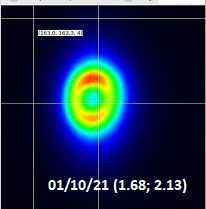 (163.0, 163.3, 4)
01/10/21 (1.68; 2.13)